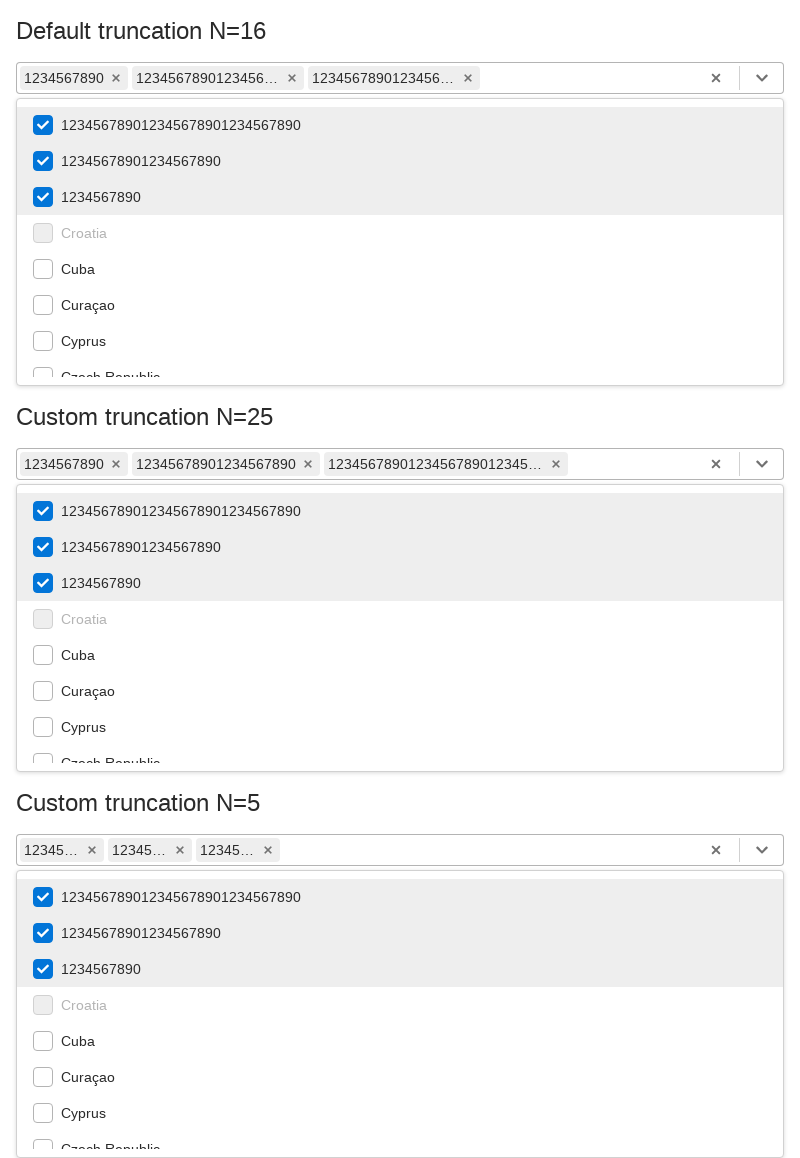 Default truncation N=16
1234567890 × 1234567890123456… × 1234567890123456… ×
123456789012345678901234567890
12345678901234567890
1234567890
Croatia
Cuba
Curaçao
Cyprus
Czech Republic
Custom truncation N=25
1234567890 × 12345678901234567890 × 1234567890123456789012345… ×
123456789012345678901234567890
12345678901234567890
1234567890
Croatia
Cuba
Curaçao
Cyprus
Czech Republic
Custom truncation N=5
12345… × 12345… × 12345… ×
123456789012345678901234567890
12345678901234567890
1234567890
Croatia
Cuba
Curaçao
Cyprus
Czech Republic